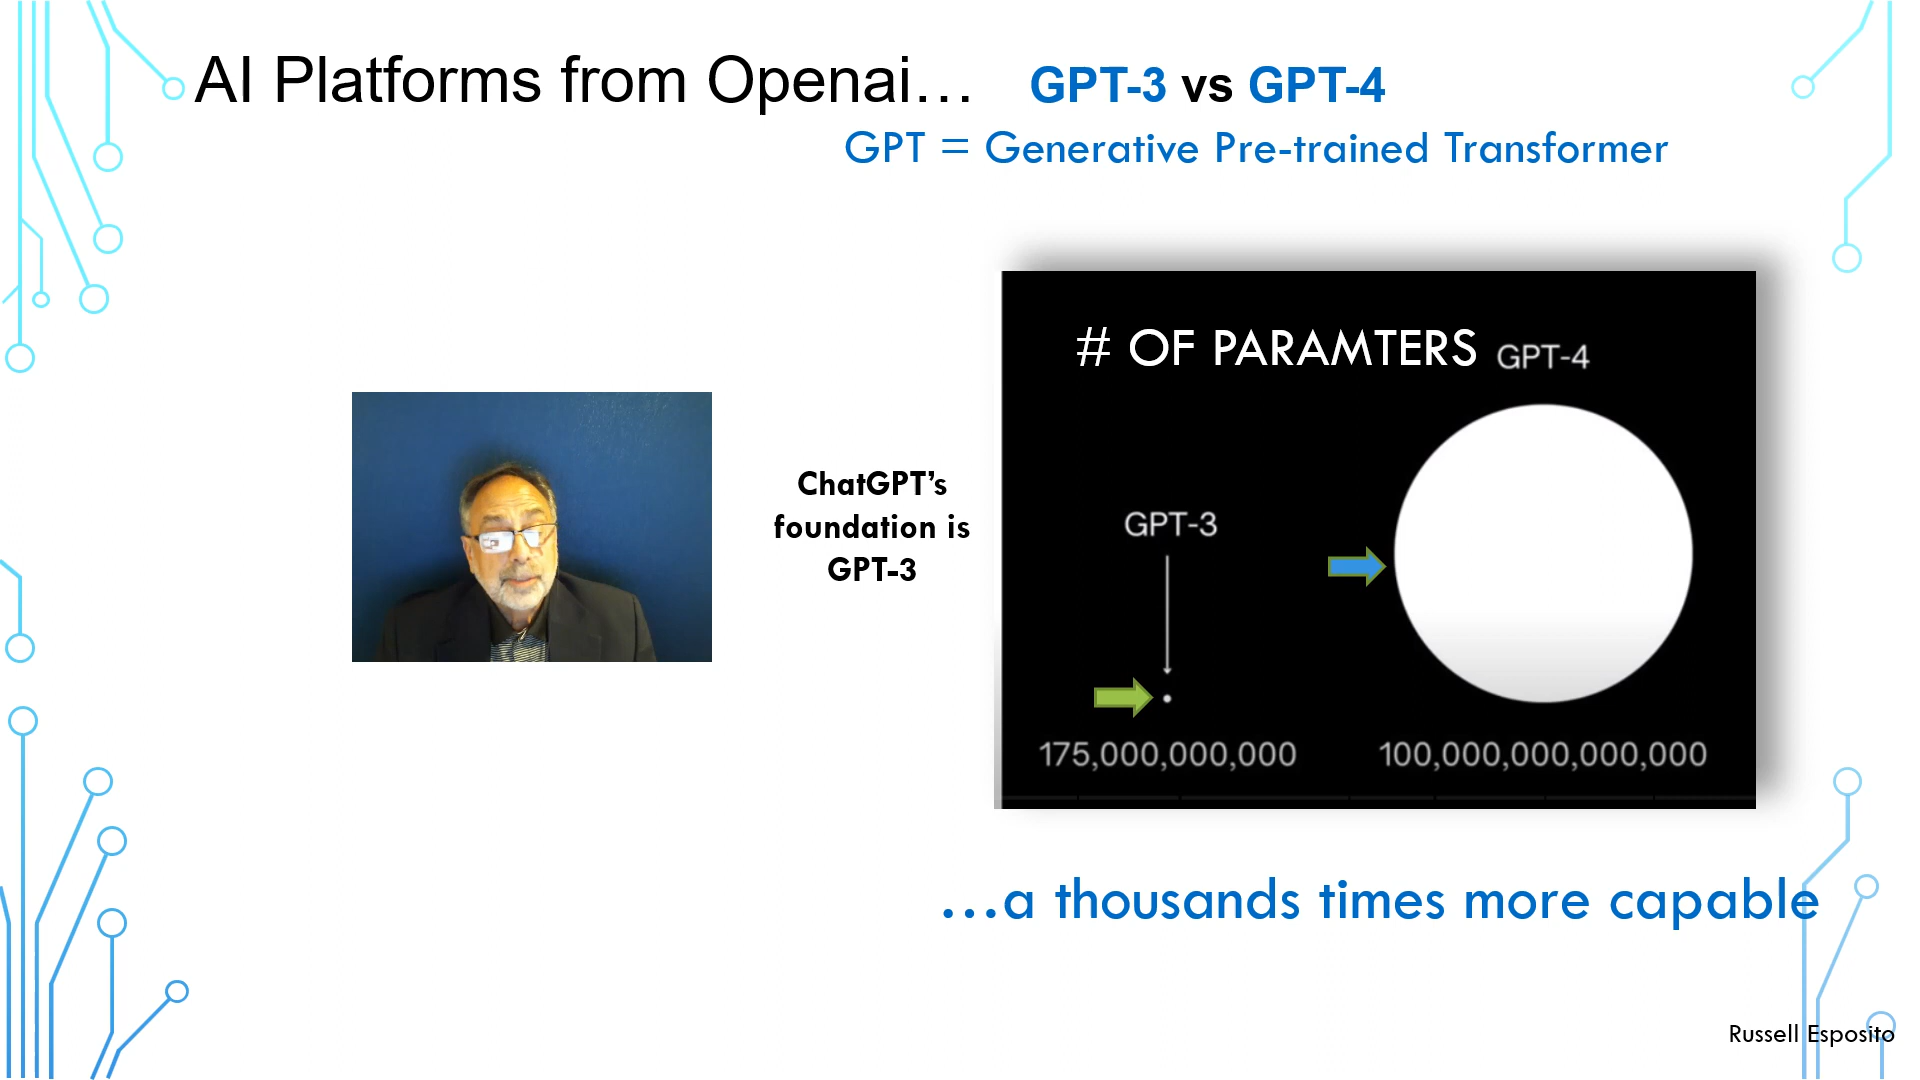 AI Platforms from Openai… GPT-3 vs GPT-4
GPT = Generative Pre-trained Transformer
# OF PARAMTERS
GPT-4
ChatGPT’s
foundation is
GPT-3
GPT-3
175,000,000,000
100,000,000,000,000
…a thousands times more capable
Russell Esposito